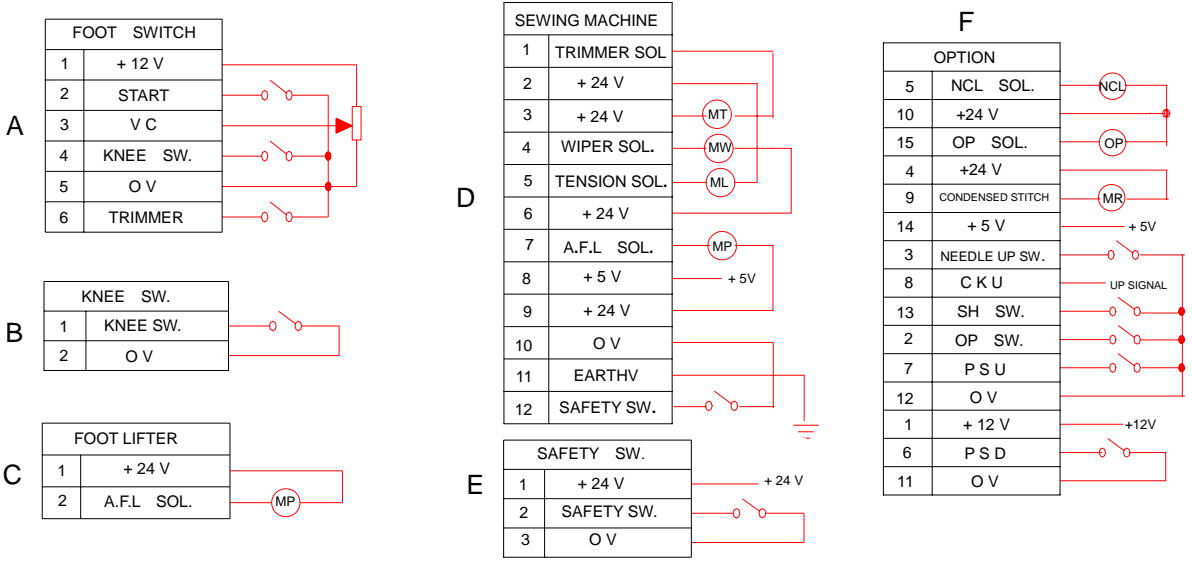 A
FOOT SWITCH
1 + 12 V
2 START
3 V C
4 KNEE SW.
5 O V
6 TRIMMER
B
KNEE SW.
1 KNEE SW.
2 O V
C
FOOT LIFTER
1 + 24 V
2 A.F.L SOL. MP
D
SEWING MACHINE
1 TRIMMER SOL
2 + 24 V
3 + 24 V MT
4 WIPER SOL. MW
5 TENSION SOL. ML
6 + 24 V
7 A.F.L SOL. MP
8 + 5 V + 5V
9 + 24 V
10 O V
11 EARTHV
12 SAFETY SW.
E
SAFETY SW.
1 + 24 V + 24 V
2 SAFETY SW.
3 O V
F
OPTION
5 NCL SOL. NCL
10 +24 V
15 OP SOL. OP
4 +24 V
9 CONDENSED STITCH MR
14 + 5 V + 5V
3 NEEDLE UP SW.
8 C K U UP SIGNAL
13 SH SW.
2 OP SW.
7 P S U
12 O V
1 + 12 V +12V
6 P S D
11 O V